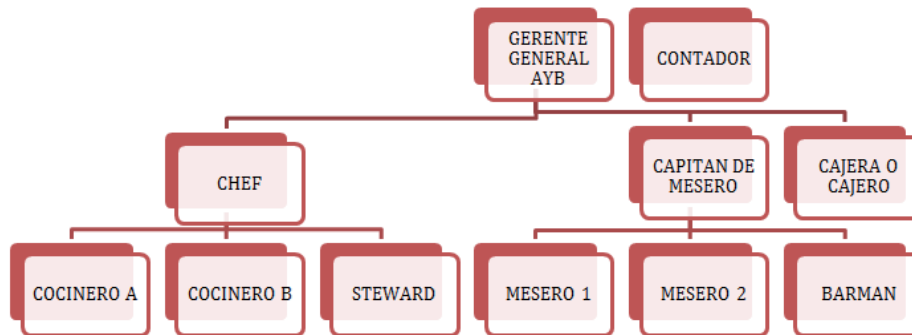 GERENTE
GENERAL
AYB
CONTADOR
CHEF
CAPITAN DE
MESERO
CAJERA O
CAJERO
COCINERO A
COCINERO B
STEWARD
MESERO 1
MESERO 2
BARMAN